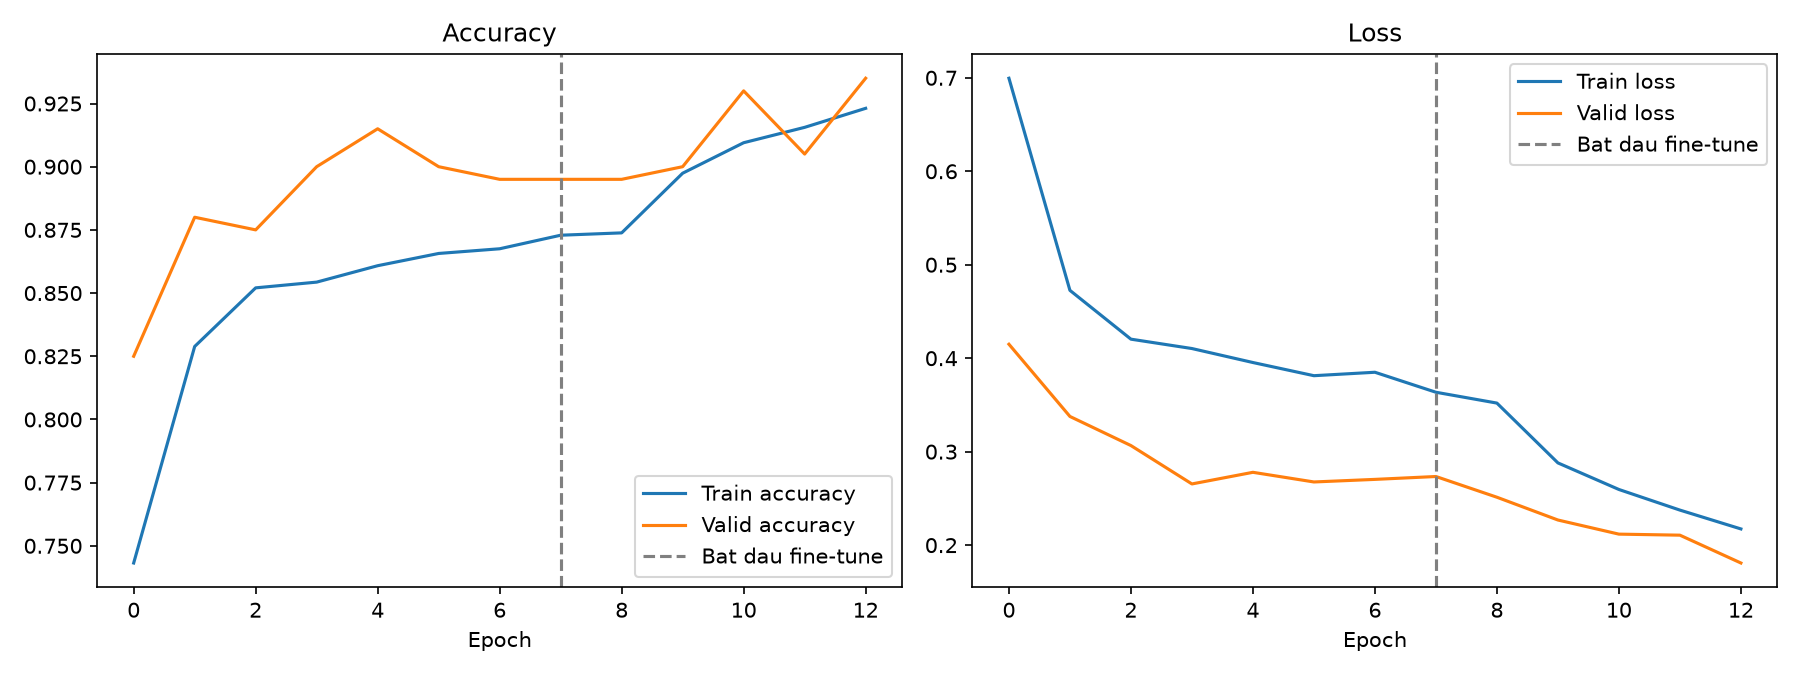 Accuracy
0.925
0.900
0.875
0.850
0.825
0.800
0.775
0.750
Train accuracy
Valid accuracy
Bat dau fine-tune
0 2 4 6 8 10 12
Epoch
Loss
0.7
0.6
0.5
0.4
0.3
0.2
Train loss
Valid loss
Bat dau fine-tune
0 2 4 6 8 10 12
Epoch